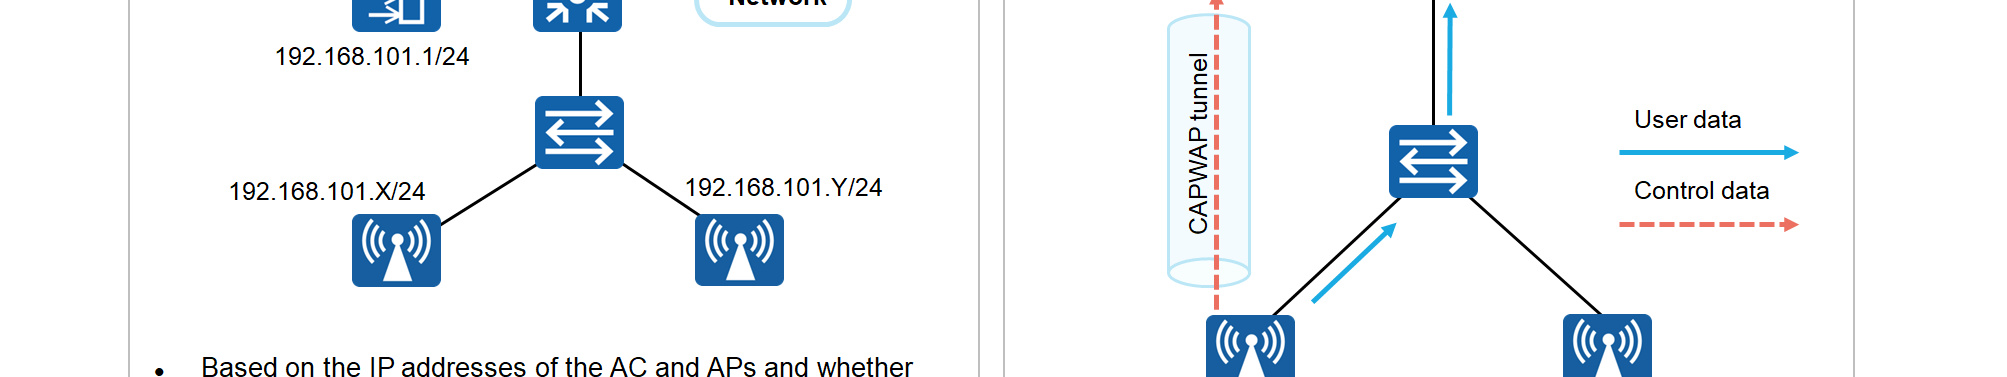 Network
192.168.101.1/24
192.168.101.X/24
192.168.101.Y/24
Based on the IP addresses of the AC and APs and whether
CAPWAP tunnel
User data
Control data